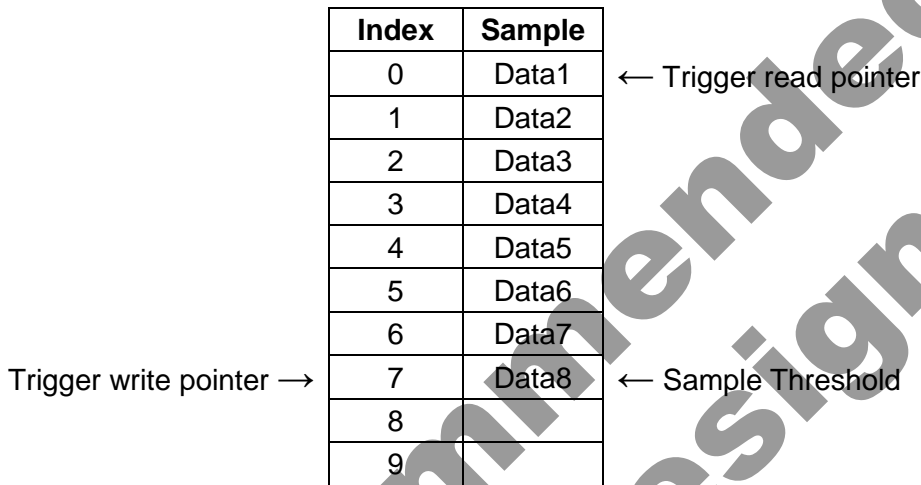 Index Sample
0 Data1 ← Trigger read pointer
1 Data2
2 Data3
3 Data4
4 Data5
5 Data6
6 Data7
Trigger write pointer → 7 Data8 ← Sample Threshold
8
9